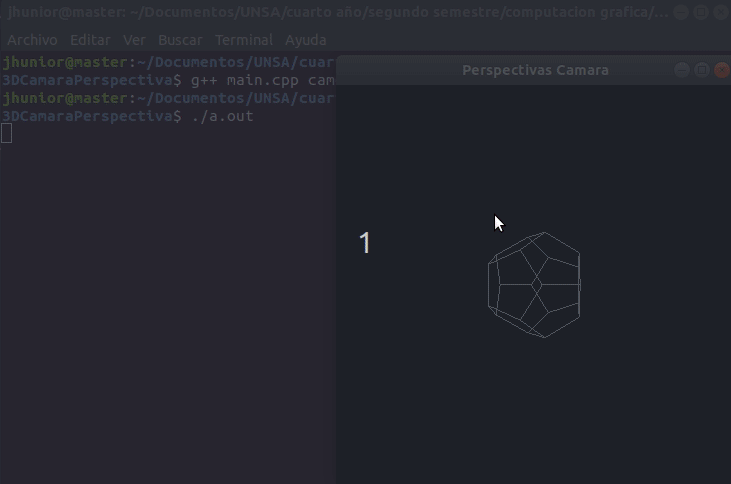 jhunior@master: ~/Documentos/UNSA/cuarto año/segundo semestre/computacion grafica/...
Archivo Editar Ver Buscar Terminal Ayuda
jhunior@master:~/Documentos/UNSA/cuar
3DCamaraPerspectiva$ g++ main.cpp cam
jhunior@master:~/Documentos/UNSA/cuar
3DCamaraPerspectiva$ ./a.out
Perspectivas Camara
1